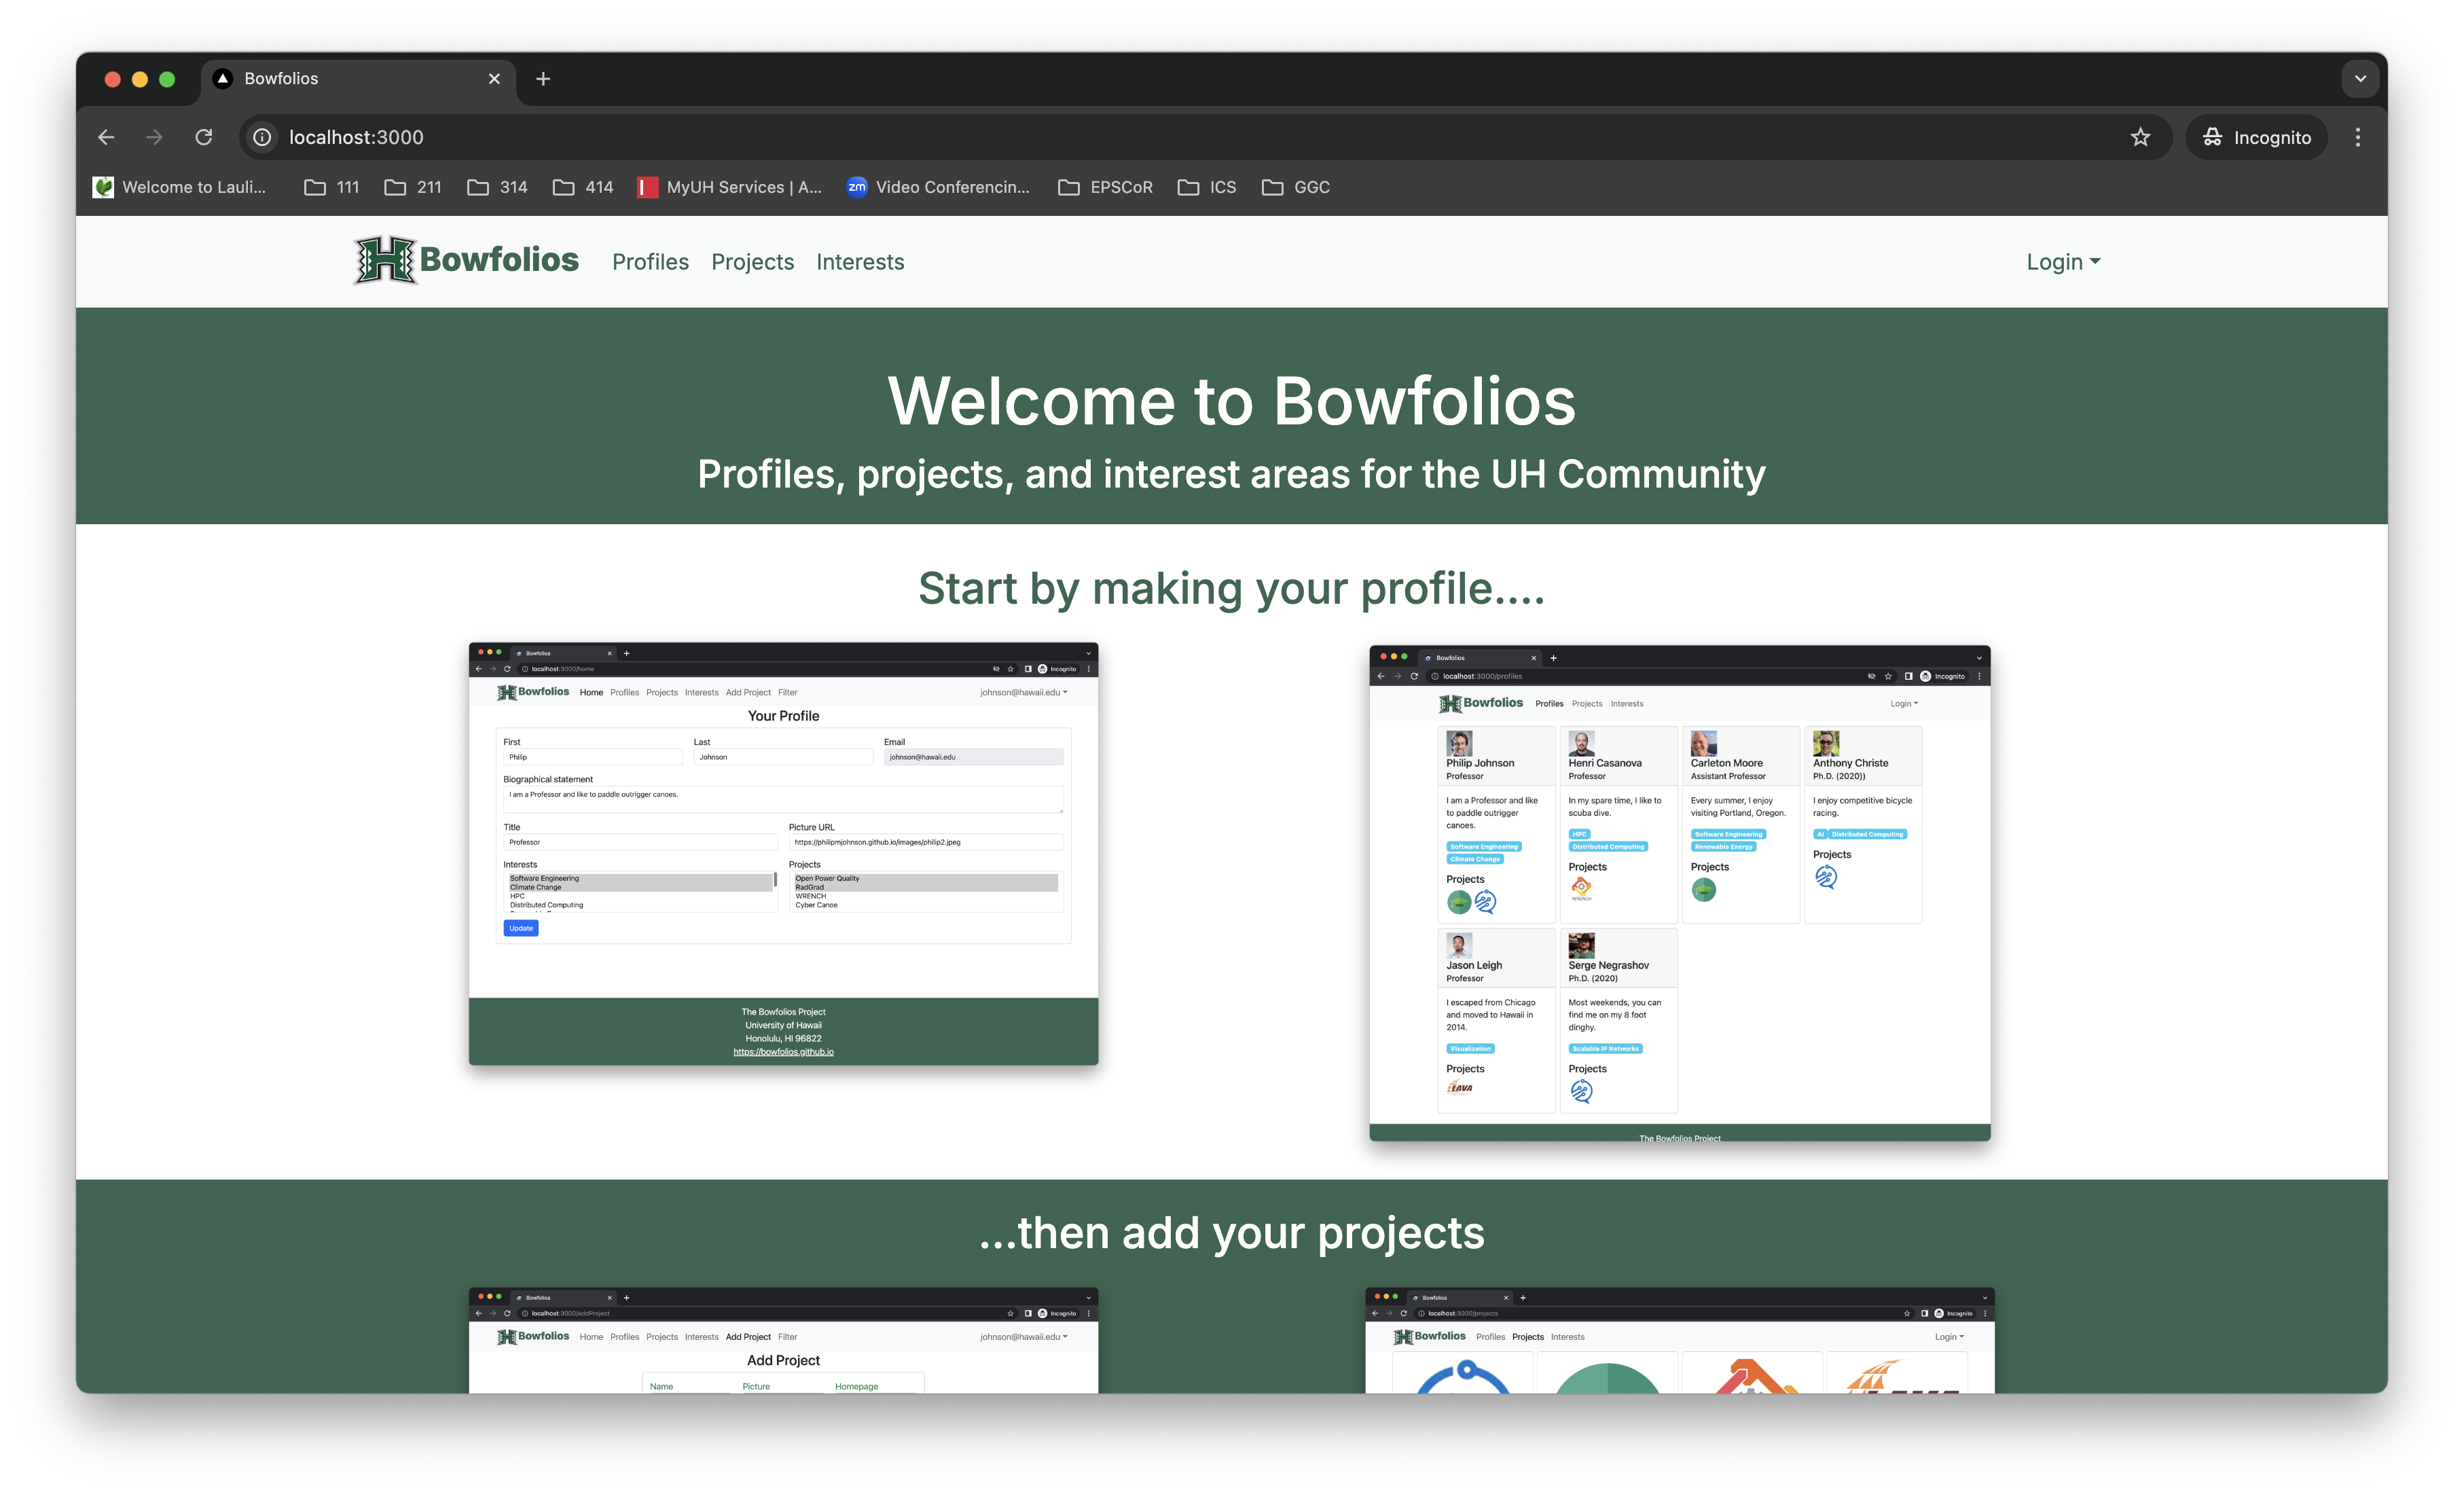 Bowfolios
localhost:3000
Incognito
Welcome to Lauli...
111
211
314
414
MyUH Services | A...
zm
Video Conferencin...
EPSCoR
ICS
GGC
Bowfolios
Profiles
Projects
Interests
Login
Welcome to Bowfolios
Profiles, projects, and interest areas for the UH Community
Start by making your profile....
Bowfolios
localhost:3000/home
Incognito
Bowfolios
Home
Profiles
Projects
Interests
Add Project
Filter
johnson@hawaii.edu
Your Profile
First
Last
Email
Philip
Johnson
johnson@hawaii.edu
Biographical statement
I am a Professor and like to paddle outrigger canoes.
Title
Picture URL
Professor
https://philipmjohnson.github.io/images/philip2.jpeg
Interests
Projects
Software Engineering
Climate Change
HPC
Distributed Computing
Open Power Quality
RadGrad
WRENCH
Cyber Canoe
Update
The Bowfolios Project
University of Hawaii
Honolulu, HI 96822
https://bowfolios.github.io
Bowfolios
localhost:3000/profiles
Incognito
Bowfolios
Profiles
Projects
Interests
Login
Philip Johnson
Professor
I am a Professor and like
to paddle outrigger
canoes.
Software Engineering
Climate Change
Projects
Henri Casanova
Professor
In my spare time, I like to
scuba dive.
HPC
Distributed Computing
Projects
WRENCH
Carleton Moore
Assistant Professor
Every summer, I enjoy
visiting Portland, Oregon.
Software Engineering
Renewable Energy
Projects
Anthony Christe
Ph.D. (2020))
I enjoy competitive bicycle
racing.
AI
Distributed Computing
Projects
Jason Leigh
Professor
I escaped from Chicago
and moved to Hawaii in
2014.
Visualization
Projects
LAVA
Serge Negrashov
Ph.D. (2020)
Most weekends, you can
find me on my 8 foot
dinghy.
Scalable IP Networks
Projects
The Bowfolios Project
...then add your projects
Bowfolios
localhost:3000/addProject
Incognito
Bowfolios
Home
Profiles
Projects
Interests
Add Project
Filter
johnson@hawaii.edu
Add Project
Name
Picture
Homepage
Bowfolios
localhost:3000/projects
Incognito
Bowfolios
Profiles
Projects
Interests
Login